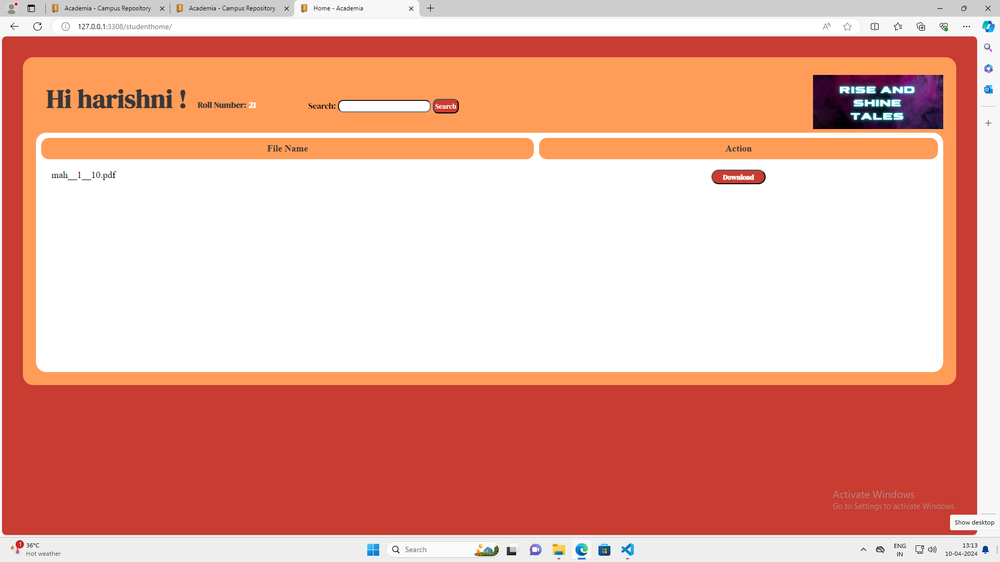 Academia - Campus Repository
Academia - Campus Repository
Home - Academia
127.0.0.1:3308/studenthome/
Hi harishni !
Roll Number: 21
Search:
Search
RISE AND
SHINE
TALES
File Name
Action
mah__1__10.pdf
Download
Activate Windows
Go to Settings to activate Windows.
Show desktop
1
36°C
Hot weather
Search
ENG
IN
13:13
10-04-2024